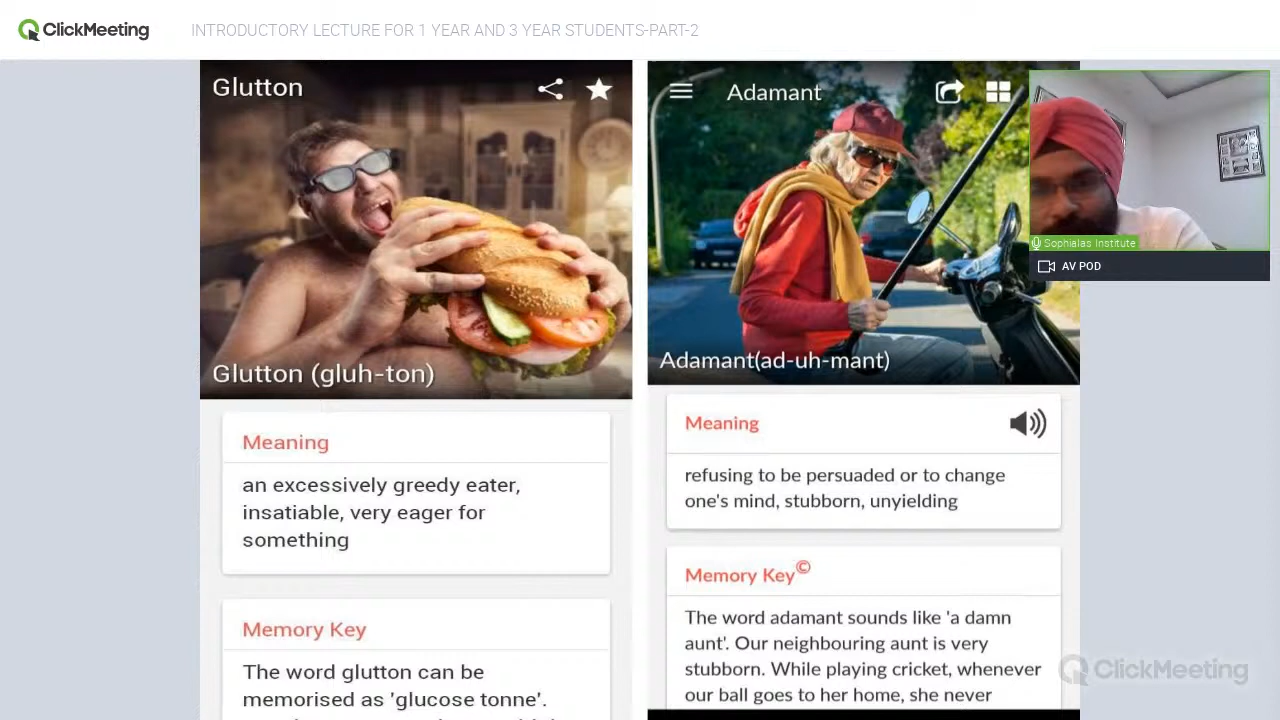 ClickMeeting
INTRODUCTORY LECTURE FOR 1 YEAR AND 3 YEAR STUDENTS-PART-2
Glutton
Glutton (gluh-ton)
Meaning
an excessively greedy eater,
insatiable, very eager for
something
Memory Key
The word glutton can be
memorised as 'glucose tonne'.
Adamant
Adamant(ad-uh-mant)
Meaning
refusing to be persuaded or to change
one's mind, stubborn, unyielding
Memory Key©
The word adamant sounds like 'a damn
aunt'. Our neighbouring aunt is very
stubborn. While playing cricket, whenever
our ball goes to her home, she never
Sophialas Institute
AV POD
ClickMeeting